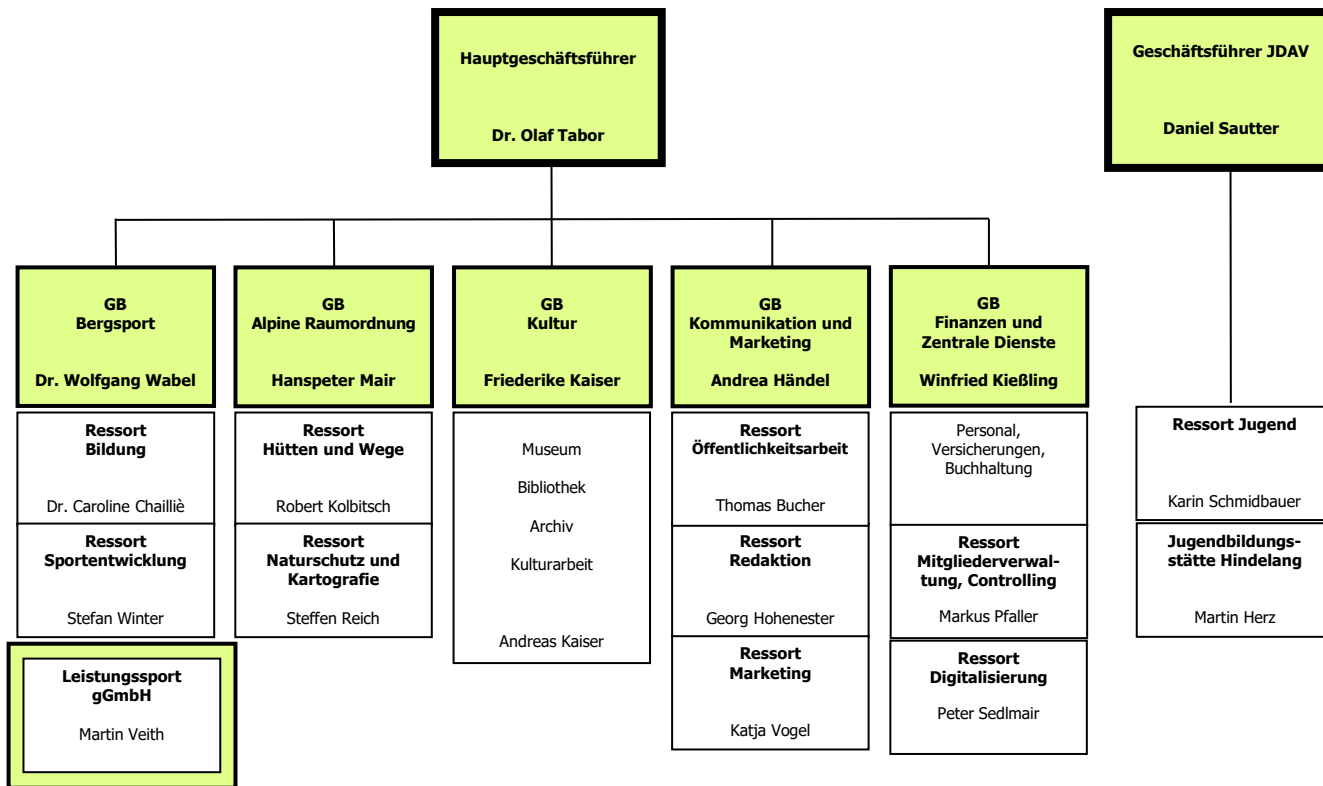 Hauptgeschäftsführer
Dr. Olaf Tabor
Geschäftsführer JDAV
Daniel Sautter
GB
Bergsport
Dr. Wolfgang Wabel
GB
Alpine Raumordnung
Hanspeter Mair
GB
Kultur
Friederike Kaiser
GB
Kommunikation und
Marketing
Andrea Händel
GB
Finanzen und
Zentrale Dienste
Winfried Kießling
Ressort
Bildung
Dr. Caroline Chailliè
Ressort
Sportentwicklung
Stefan Winter
Leistungssport
gGmbH
Martin Veith
Ressort
Hütten und Wege
Robert Kolbitsch
Ressort
Naturschutz und
Kartografie
Steffen Reich
Museum
Bibliothek
Archiv
Kulturarbeit
Andreas Kaiser
Ressort
Öffentlichkeitsarbeit
Thomas Bucher
Ressort
Redaktion
Georg Hohenester
Ressort
Marketing
Katja Vogel
Personal,
Versicherungen,
Buchhaltung
Ressort
Mitgliederverwal-
tung, Controlling
Markus Pfaller
Ressort
Digitalisierung
Peter Sedlmair
Ressort Jugend
Karin Schmidbauer
Jugendbildungs-
stätte Hindelang
Martin Herz